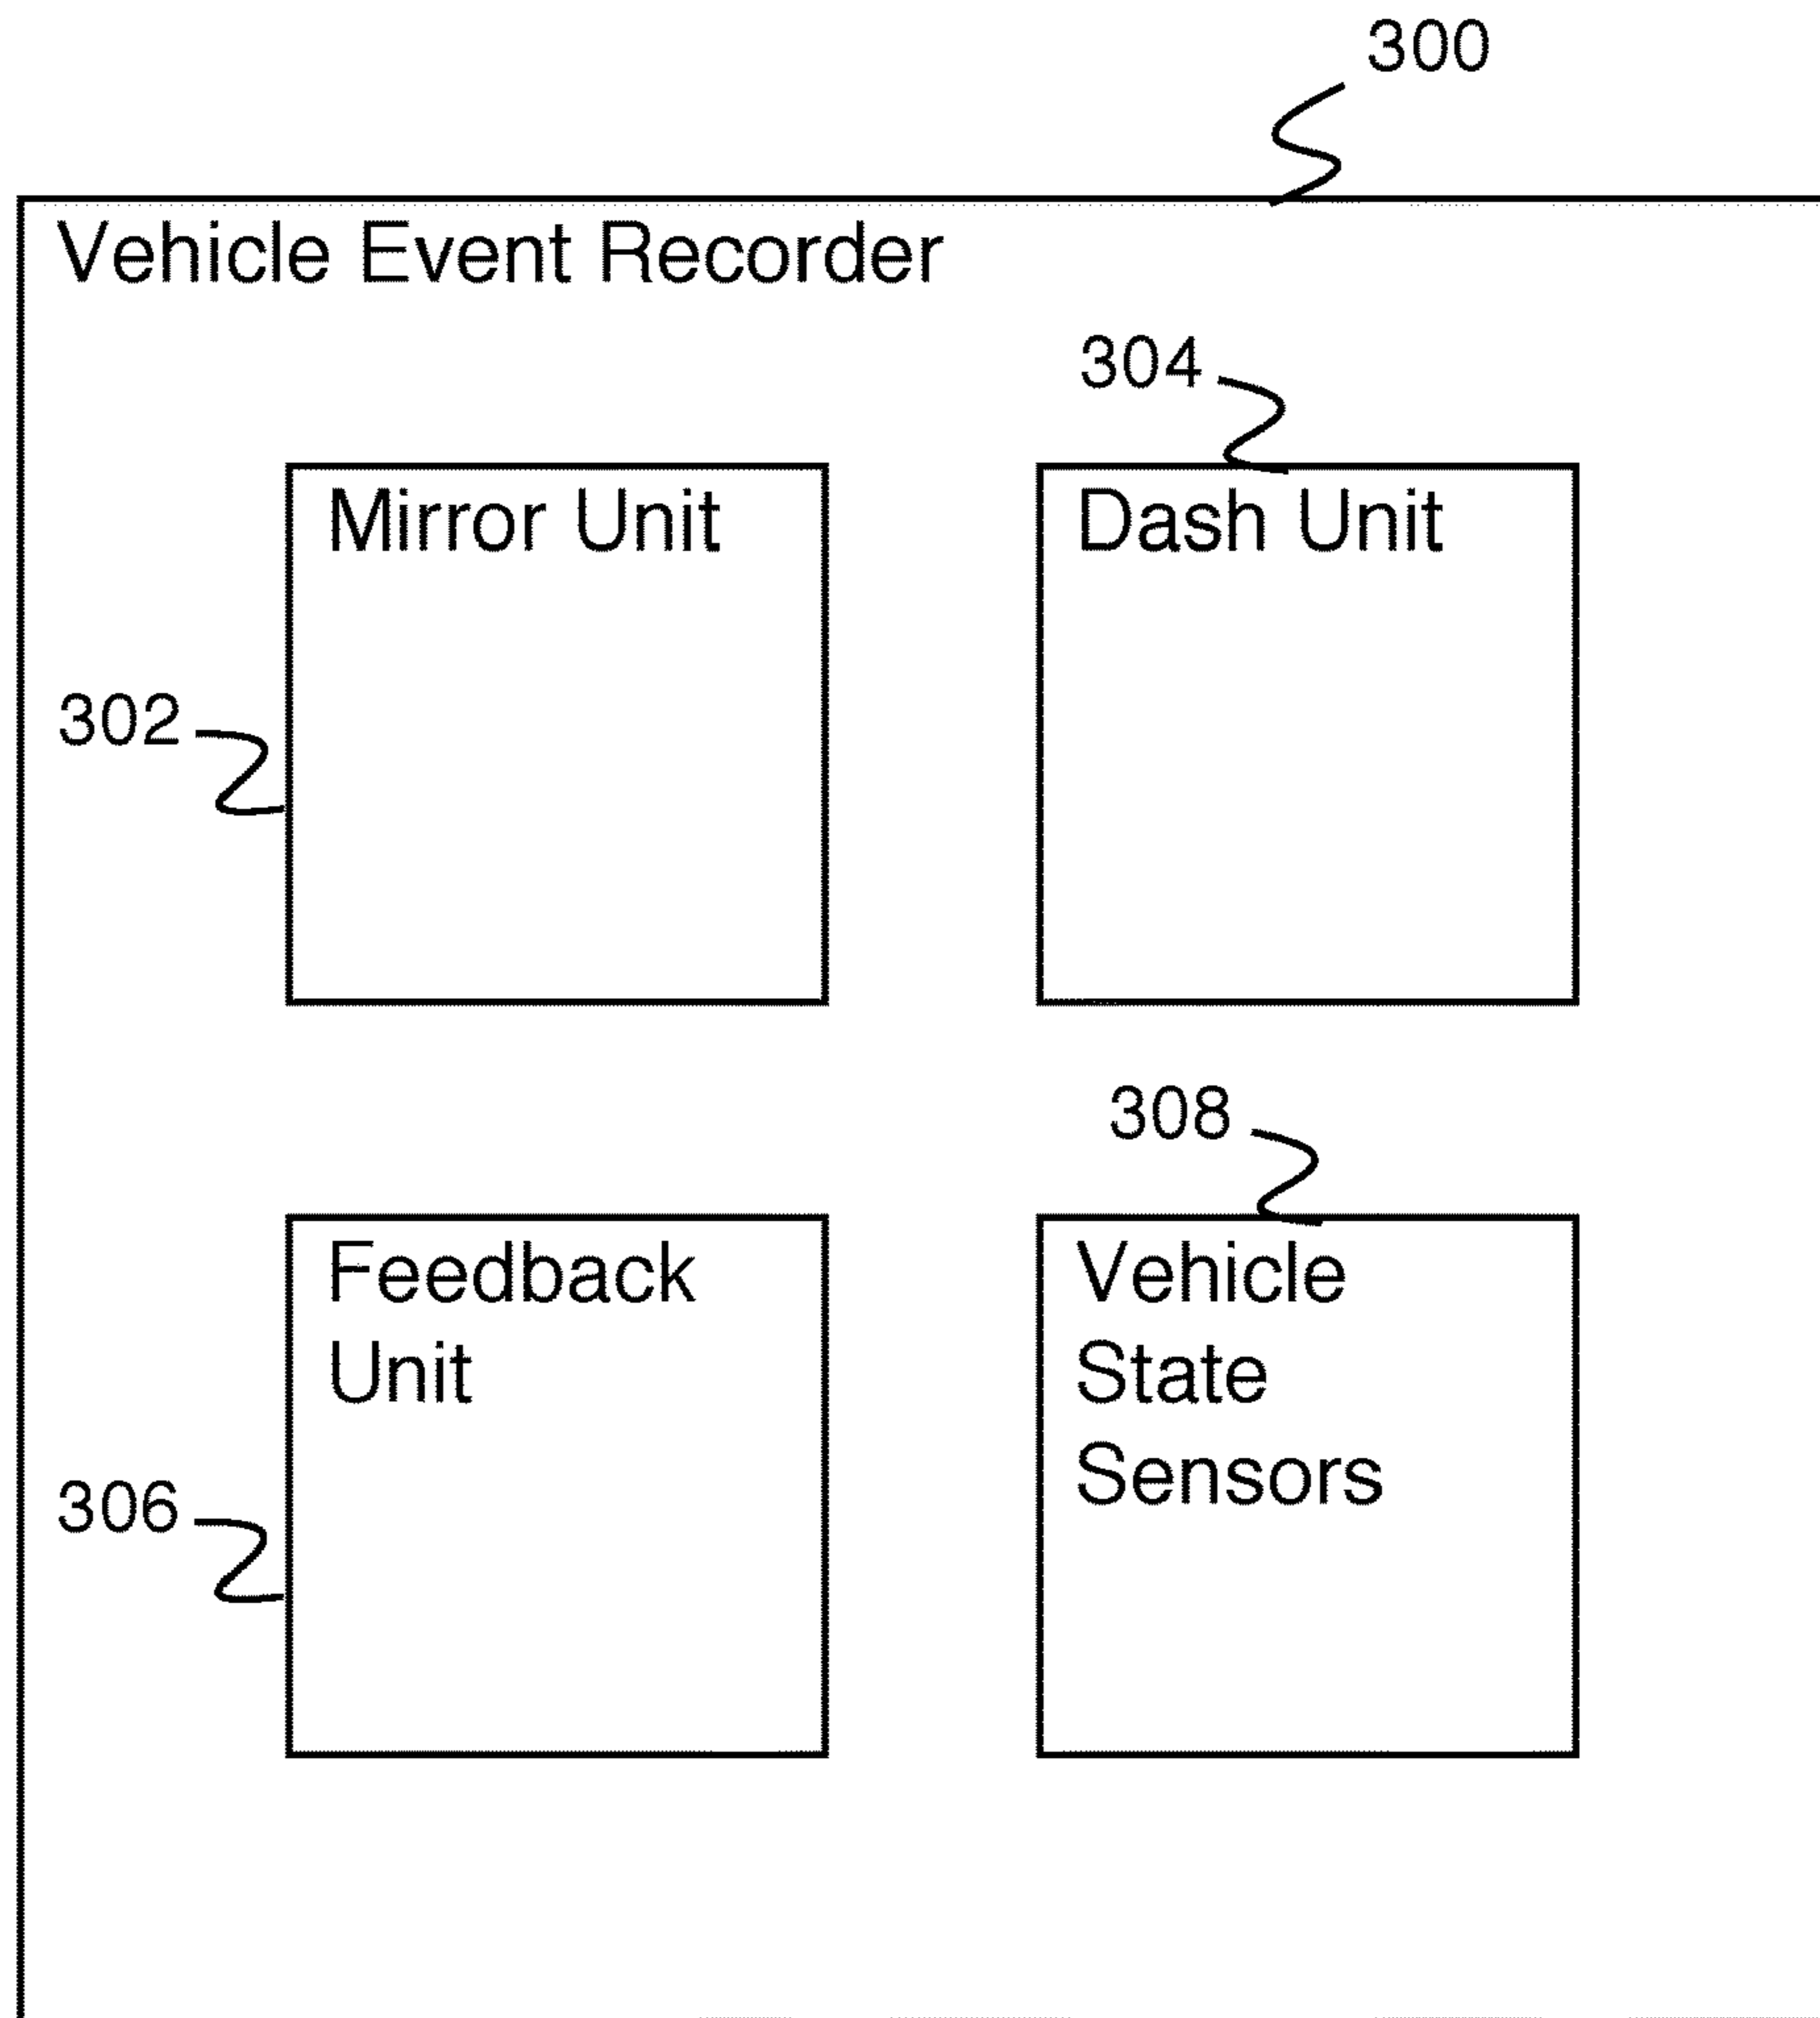 300
Vehicle Event Recorder
304
Mirror Unit
Dash Unit
302
308
Feedback
Unit
Vehicle
State
Sensors
306